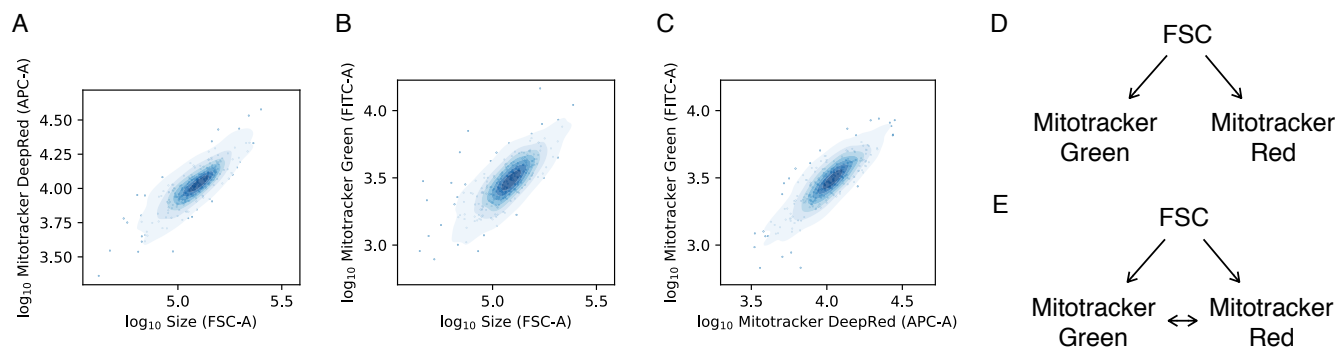 A
log₁₀ Mitotracker DeepRed (APC-A)
4.50
4.25
4.00
3.75
3.50
5.0
5.5
log₁₀ Size (FSC-A)
B
log₁₀ Mitotracker Green (FITC-A)
4.0
3.5
3.0
5.0
5.5
log₁₀ Size (FSC-A)
C
log₁₀ Mitotracker Green (FITC-A)
4.0
3.5
3.0
3.5
4.0
4.5
log₁₀ Mitotracker DeepRed (APC-A)
D
FSC
Mitotracker
Green
Mitotracker
Red
E
FSC
Mitotracker
Green
Mitotracker
Red